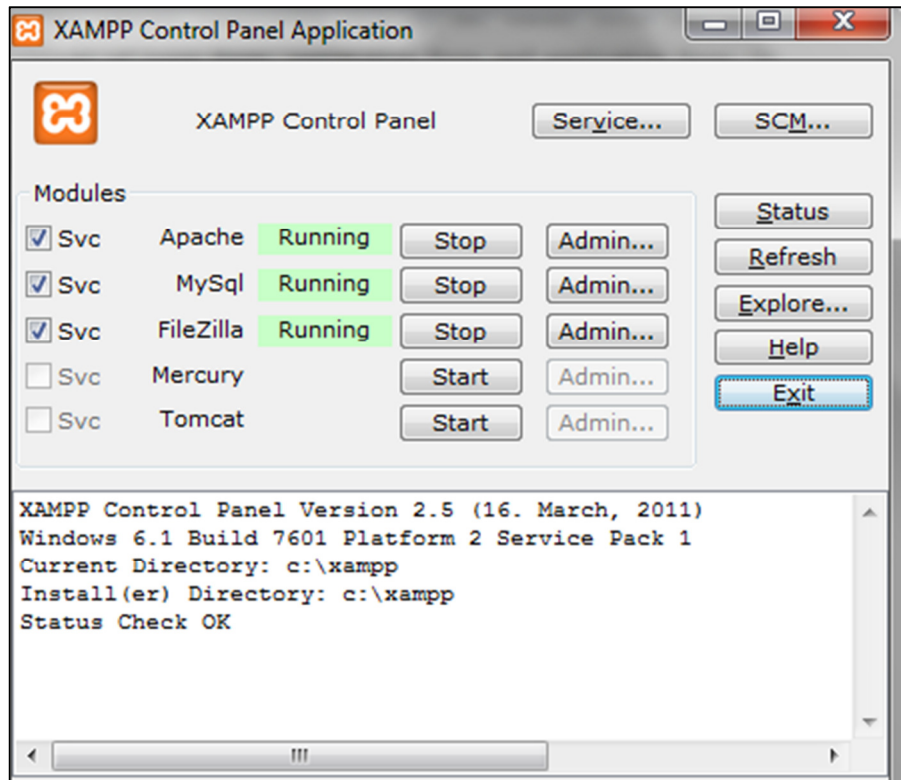 XAMPP Control Panel Application
XAMPP Control Panel Service... SCM...
Modules
Svc Apache Running Stop Admin...
Svc MySql Running Stop Admin...
Svc FileZilla Running Stop Admin...
Svc Mercury Start Admin...
Svc Tomcat Start Admin...
Status
Refresh
Explore...
Help
Exit
XAMPP Control Panel Version 2.5 (16. March, 2011)
Windows 6.1 Build 7601 Platform 2 Service Pack 1
Current Directory: c:\xampp
Install(er) Directory: c:\xampp
Status Check OK